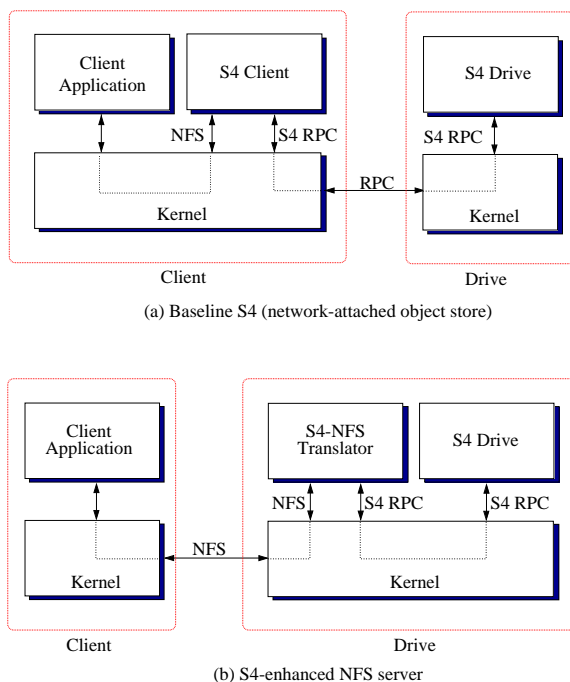 Client
Application
S4 Client
S4 Drive
NFS
S4 RPC
S4 RPC
RPC
Kernel
Kernel
Client
Drive
(a) Baseline S4 (network-attached object store)
Client
Application
S4-NFS
Translator
S4 Drive
NFS
S4 RPC
S4 RPC
NFS
Kernel
Kernel
Client
Drive
(b) S4-enhanced NFS server